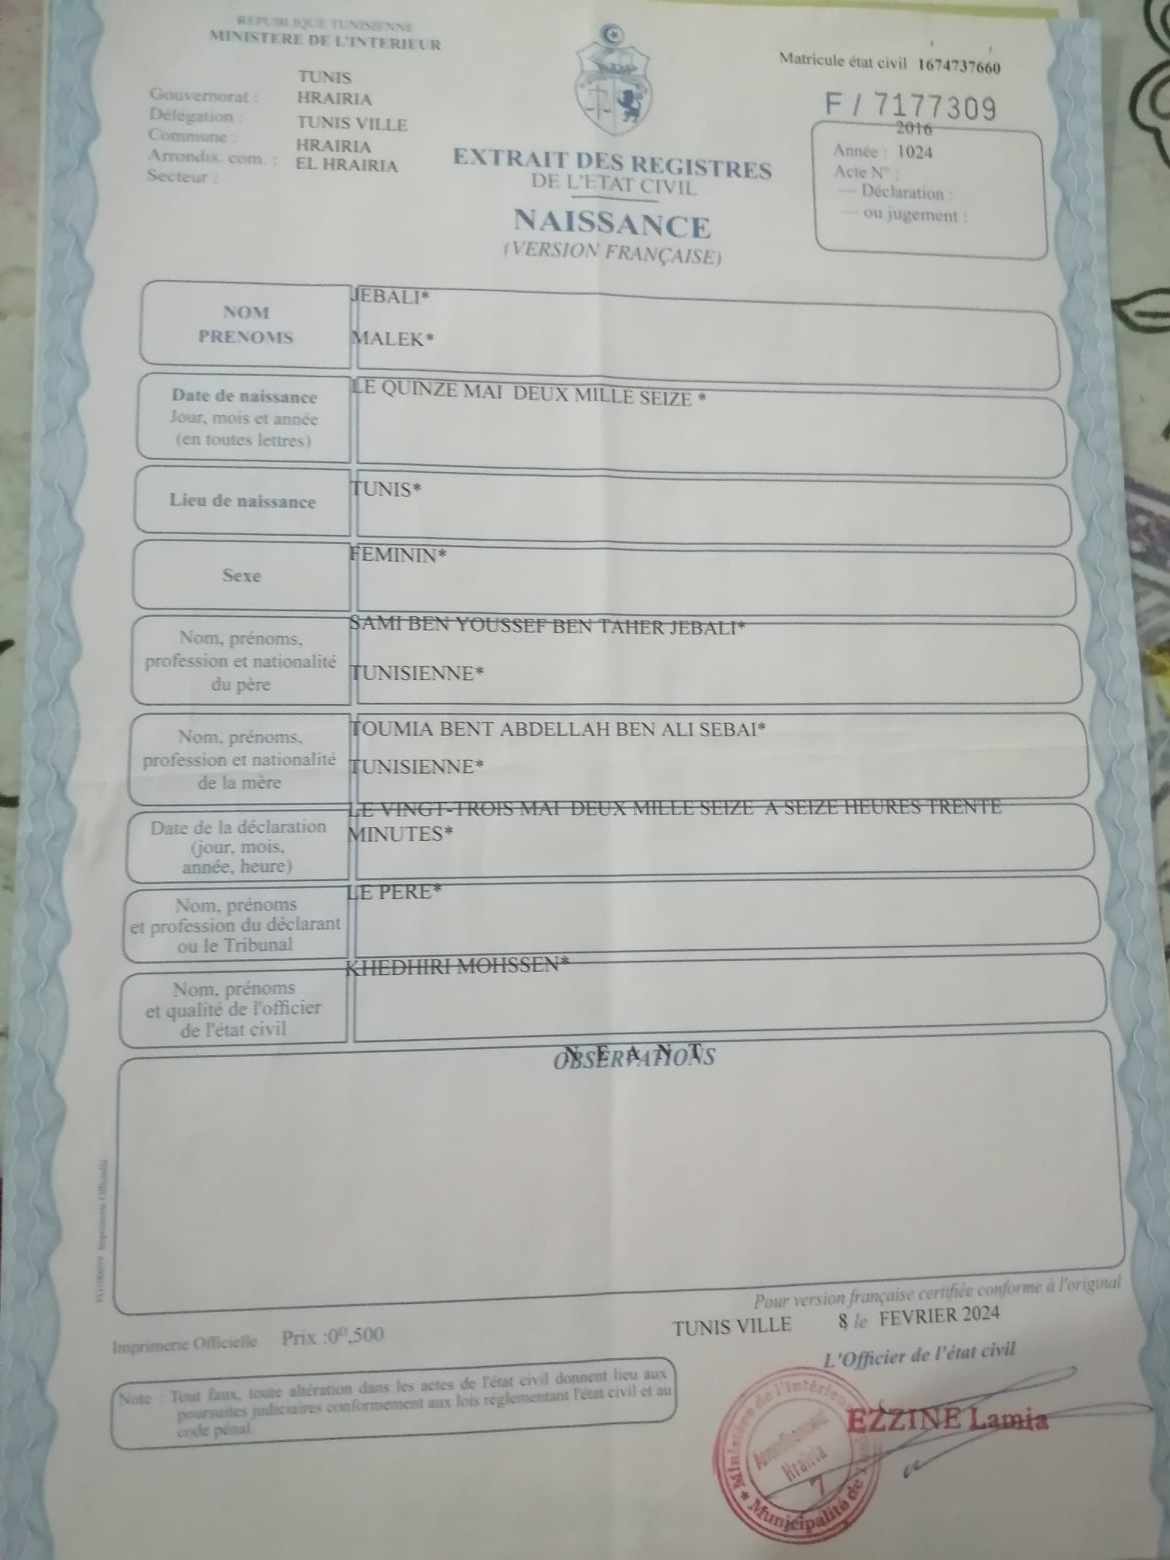 REPUBLIQUE TUNISIENNE
MINISTERE DE L'INTERIEUR
Matricule état civil 1674737660
F / 7177309
TUNIS
Gouvernorat : HRAIRIA
Délégation : TUNIS VILLE
Commune : HRAIRIA
Arrondis. com. : EL HRAIRIA
Secteur :
2016
Année : 1024
Acte N° :
— Déclaration :
— ou jugement :
EXTRAIT DES REGISTRES
DE L'ETAT CIVIL
NAISSANCE
(VERSION FRANÇAISE)
NOM
PRENOMS
JEBALI*
MALEK*
Date de naissance
Jour, mois et année
(en toutes lettres)
LE QUINZE MAI DEUX MILLE SEIZE *
Lieu de naissance
TUNIS*
Sexe
FEMININ*
Nom, prénoms,
profession et nationalité
du père
SAMI BEN YOUSSEF BEN TAHER JEBALI*
TUNISIENNE*
Nom, prénoms,
profession et nationalité
de la mère
TOUMIA BENT ABDELLAH BEN ALI SEBAI*
TUNISIENNE*
Date de la déclaration
(jour, mois,
année, heure)
LE VINGT-TROIS MAI DEUX MILLE SEIZE A SEIZE HEURES TRENTE
MINUTES*
Nom, prénoms
et profession du déclarant
ou le Tribunal
LE PERE*
Nom, prénoms
et qualité de l'officier
de l'état civil
KHEDHIRI MOHSSEN*
OBSERVATIONS
N E A N T
Pour version française certifiée conforme à l'original
TUNIS VILLE 8 le FEVRIER 2024
L'Officier de l'état civil
EZZINE Lamia
Imprimerie Officielle Prix :0ᴰ,500
Note : Tout faux, toute altération dans les actes de l'état civil donnent lieu aux
poursuites judiciaires conformement aux lois réglementant l'état civil et au
code pénal.
Ministère de l'Intérieur
Arrondissement
Hrairia
7
* Municipalité de